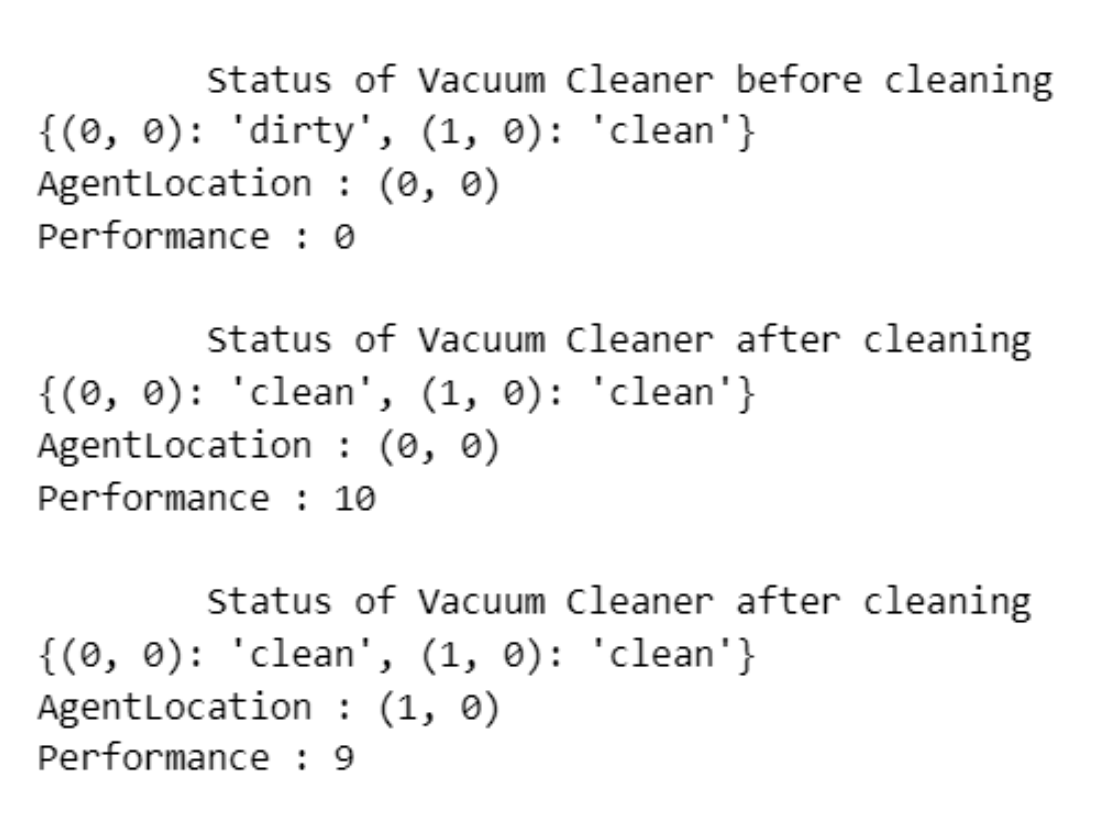 Status of Vacuum Cleaner before cleaning
{(0, 0): 'dirty', (1, 0): 'clean'}
AgentLocation : (0, 0)
Performance : 0
Status of Vacuum Cleaner after cleaning
{(0, 0): 'clean', (1, 0): 'clean'}
AgentLocation : (0, 0)
Performance : 10
Status of Vacuum Cleaner after cleaning
{(0, 0): 'clean', (1, 0): 'clean'}
AgentLocation : (1, 0)
Performance : 9